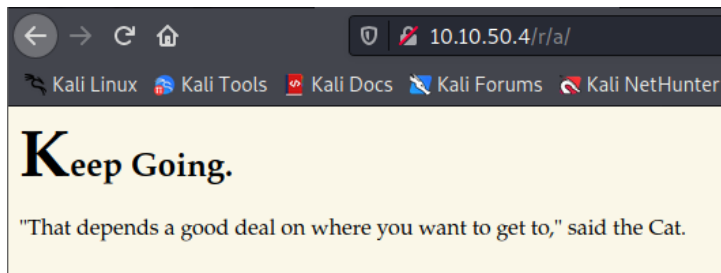 10.10.50.4/r/a/
Kali Linux Kali Tools Kali Docs Kali Forums Kali NetHunter
Keep Going.
"That depends a good deal on where you want to get to," said the Cat.